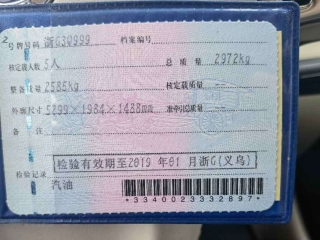 号牌号码 浙G30999 档案编号
核定载人数 5人 总质量 2972kg
整备质量 2585kg 核定载质量
外廓尺寸 5299×1984×1488mm 准牵引总质量
备注
检验有效期至2019年01月浙G(义乌)
检验记录
汽油
*3340023332897*